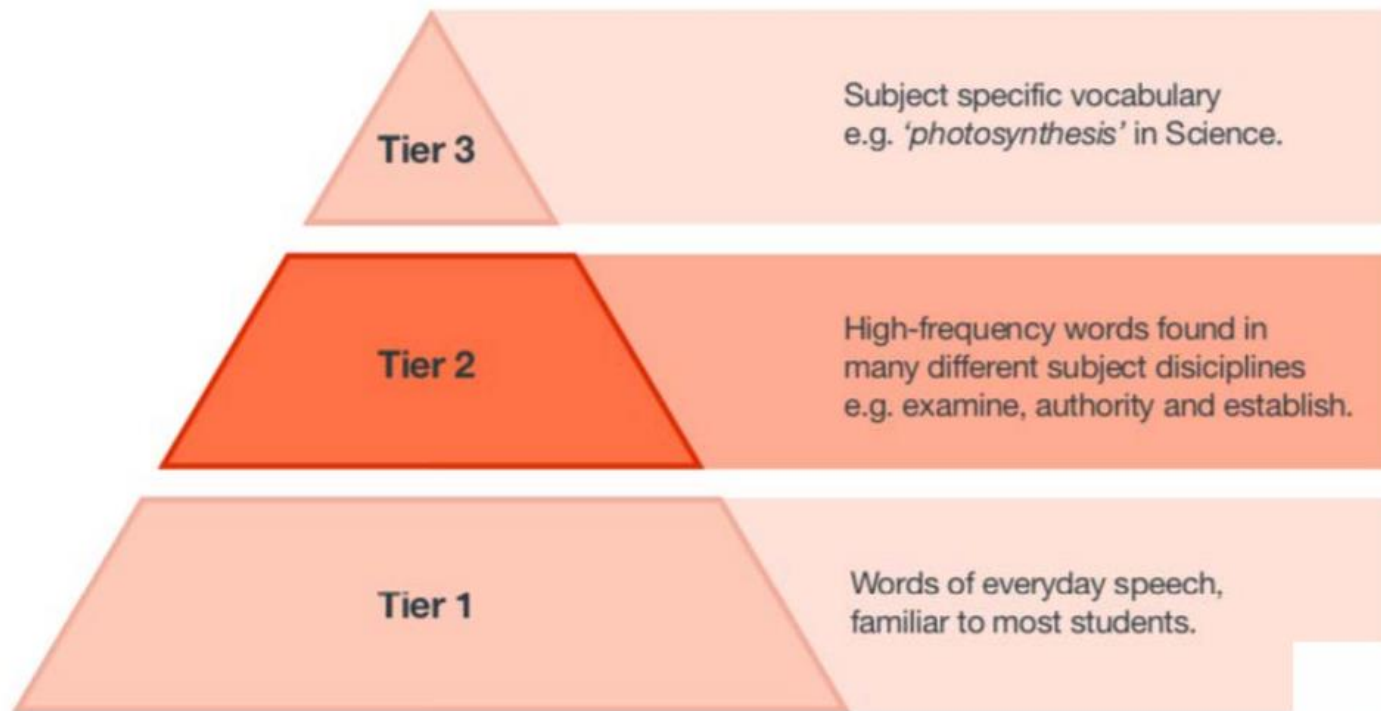 Tier 3
Subject specific vocabulary
e.g. ‘photosynthesis’ in Science.
Tier 2
High-frequency words found in
many different subject disiciplines
e.g. examine, authority and establish.
Tier 1
Words of everyday speech,
familiar to most students.